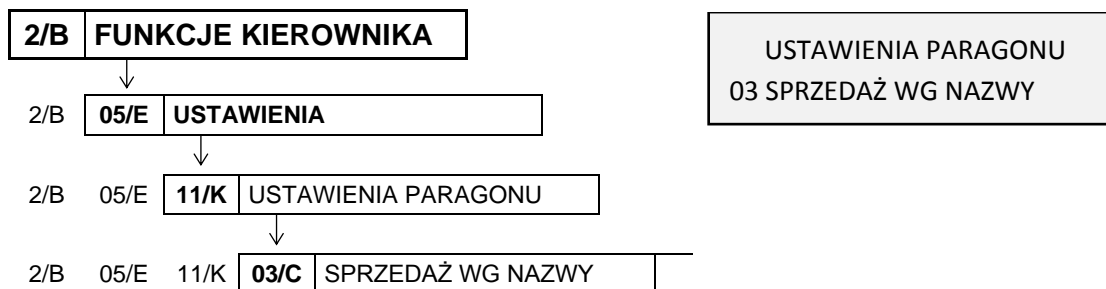 2/B FUNKCJE KIEROWNIKA
2/B 05/E USTAWIENIA
2/B 05/E 11/K USTAWIENIA PARAGONU
2/B 05/E 11/K 03/C SPRZEDAŻ WG NAZWY
USTAWIENIA PARAGONU
03 SPRZEDAŻ WG NAZWY